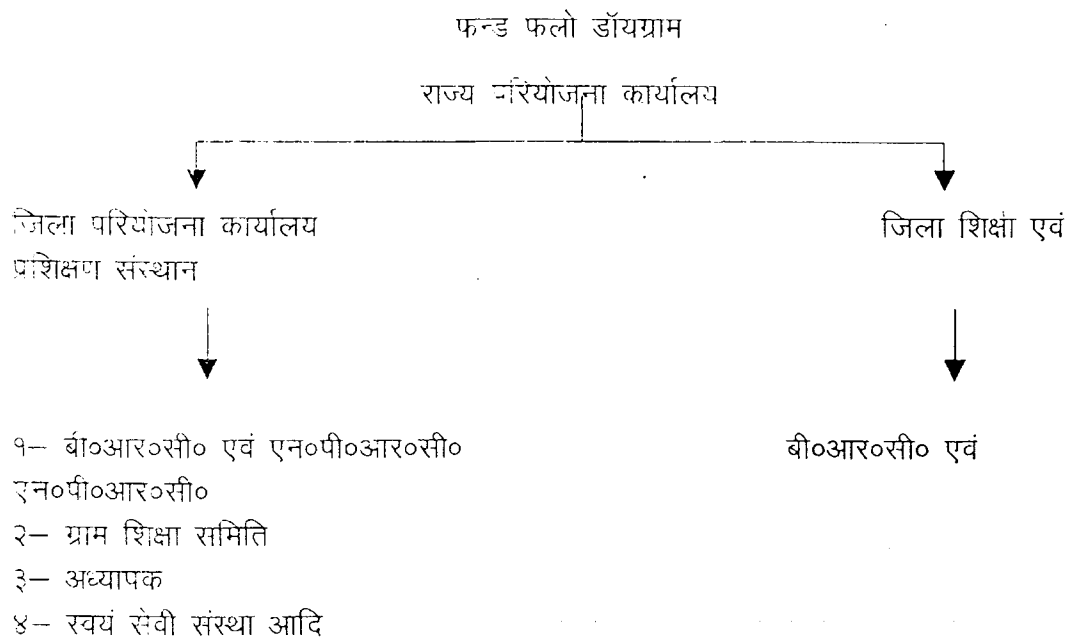 फन्ड फलो डॉयग्राम
राज्य परियोजना कार्यालय
जिला परियोजना कार्यालय जिला शिक्षा एवं
प्रशिक्षण संस्थान
१— बी०आर०सी० एवं एन०पी०आर०सी० बी०आर०सी० एवं
एन०पी०आर०सी०
२— ग्राम शिक्षा समिति
३— अध्यापक
४— स्वयं सेवी संस्था आदि